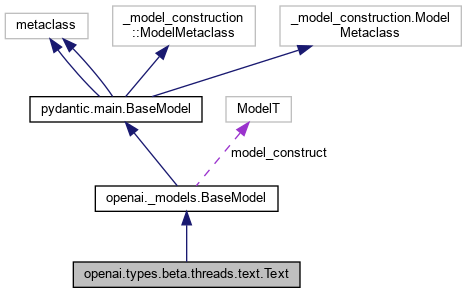 metaclass
_model_construction
::ModelMetaclass
_model_construction.Model
Metaclass
pydantic.main.BaseModel
ModelT
model_construct
openai._models.BaseModel
openai.types.beta.threads.text.Text